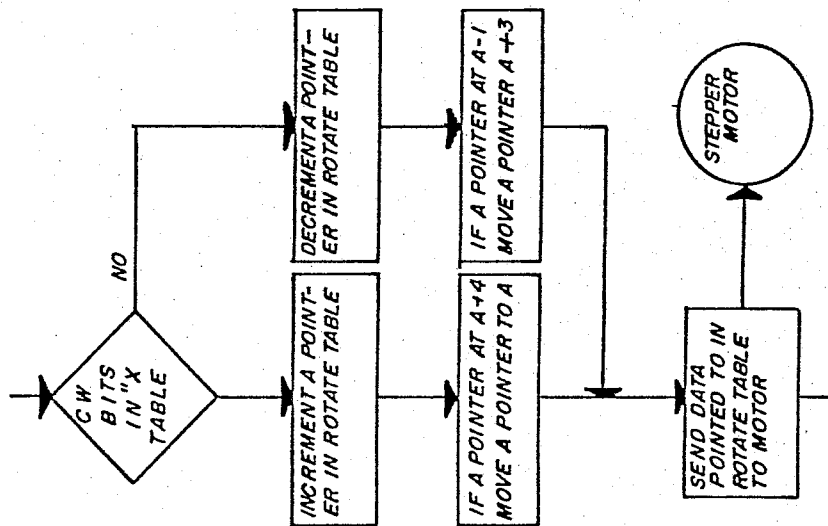 CW
BITS
IN "X
TABLE
NO
INCREMENT A POINT-
ER IN ROTATE TABLE
DECREMENT A POINT-
ER IN ROTATE TABLE
IF A POINTER AT A+4
MOVE A POINTER TO A
IF A POINTER AT A-1
MOVE A POINTER A+3
SEND DATA
POINTED TO IN
ROTATE TABLE
TO MOTOR
STEPPER
MOTOR